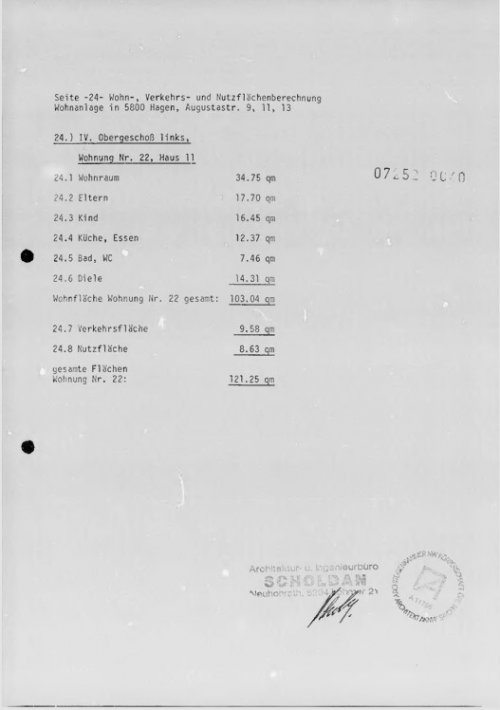 Seite -24- Wohn-, Verkehrs- und Nutzflächenberechnung
Wohnanlage in 5800 Hagen, Augustastr. 9, 11, 13
24.) IV. Obergeschoß links,
Wohnung Nr. 22, Haus 11
24.1 Wohnraum 34.75 qm
24.2 Eltern 17.70 qm
24.3 Kind 16.45 qm
24.4 Küche, Essen 12.37 qm
24.5 Bad, WC 7.46 qm
24.6 Diele 14.31 qm
Wohnfläche Wohnung Nr. 22 gesamt: 103.04 qm
24.7 Verkehrsfläche 9.58 qm
24.8 Nutzfläche 8.63 qm
gesamte Flächen
Wohnung Nr. 22: 121.25 qm
Architektur- u. Ingenieurbüro
SCHOLDAN